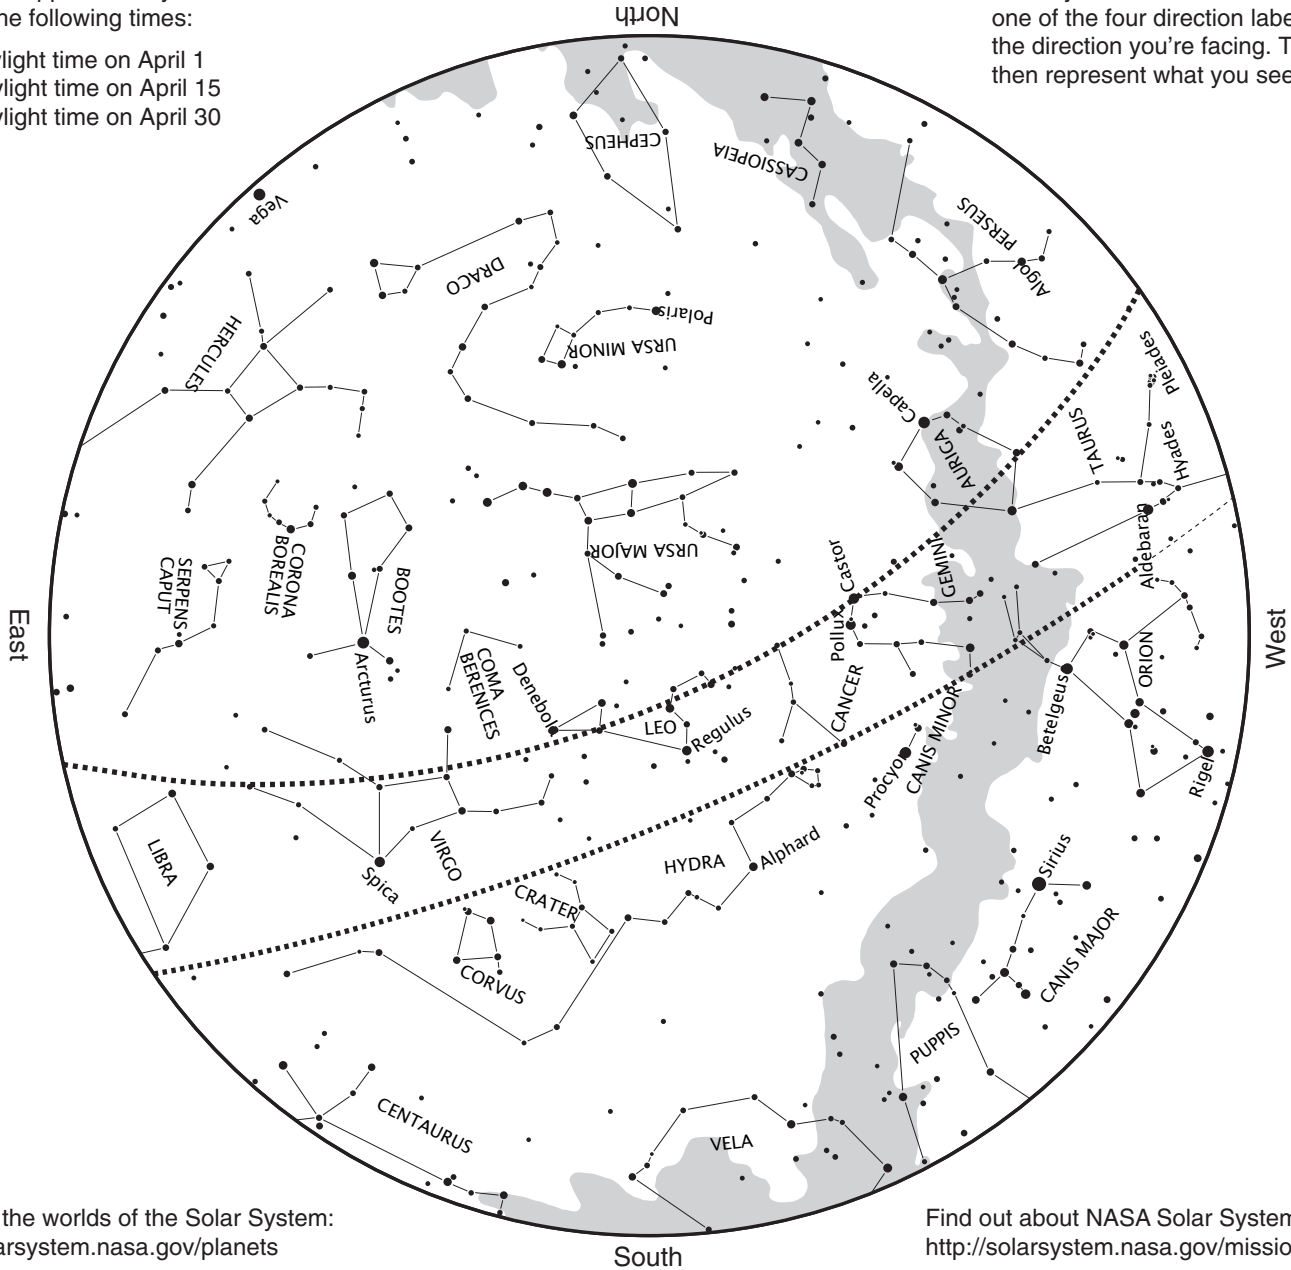 he following times:
light time on April 1
light time on April 15
light time on April 30
one of the four direction labe
the direction you're facing. T
then represent what you see
North
CEPHEUS
CASSIOPEIA
Vega
PERSEUS
Algol
DRACO
Polaris
URSA MINOR
HERCULES
Pleiades
Capella
AURIGA
TAURUS
Hyades
Aldebaran
URSA MAJOR
CORONA
BOREALIS
SERPENS
CAPUT
BOOTES
Castor
GEMINI
Pollux
East
West
Arcturus
COMA
BERENICES
Denebola
LEO
Regulus
CANCER
ORION
Betelgeus
Procyon
CANIS MINOR
Rigel
LIBRA
Spica
VIRGO
HYDRA
Alphard
Sirius
CRATER
CORVUS
CANIS MAJOR
PUPPIS
CENTAURUS
VELA
South
the worlds of the Solar System:
arsystem.nasa.gov/planets
Find out about NASA Solar System
http://solarsystem.nasa.gov/missio